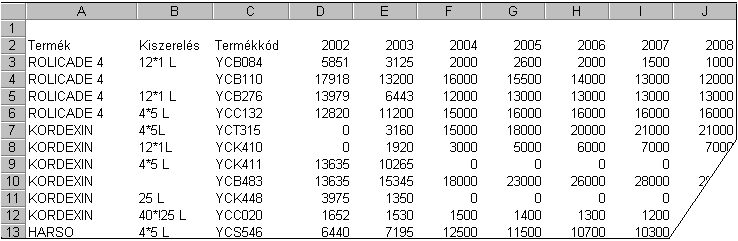 A B C D E F G H I J
1
2 Termék Kiszerelés Termékkód 2002 2003 2004 2005 2006 2007 2008
3 ROLICADE 4 12*1 L YCB084 5851 3125 2000 2600 2000 1500 1000
4 ROLICADE 4 YCB110 17918 13200 16000 15500 14000 13000 12000
5 ROLICADE 4 12*1 L YCB276 13979 6443 12000 13000 13000 13000 13000
6 ROLICADE 4 4*5 L YCC132 12820 11200 15000 16000 16000 16000 16000
7 KORDEXIN 4*5L YCT315 0 3160 15000 18000 20000 21000 21000
8 KORDEXIN 12*1L YCK410 0 1920 3000 5000 6000 7000 7000
9 KORDEXIN 4*5 L YCK411 13635 10265 0 0 0 0
10 KORDEXIN YCB483 13635 15345 18000 23000 26000 28000
11 KORDEXIN 25 L YCK448 3975 1350 0 0 0 0
12 KORDEXIN 40*!25 L YCC020 1652 1530 1500 1400 1300 1200
13 HARSO 4*5 L YCS546 6440 7195 12500 11500 10700 10300